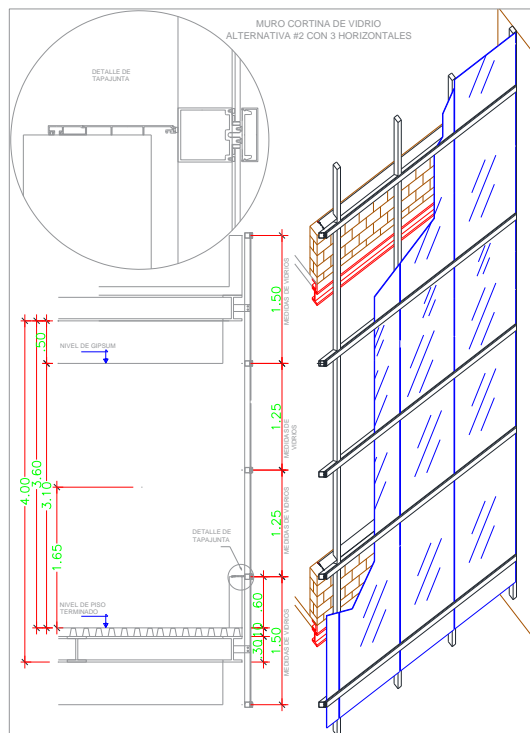 MURO CORTINA DE VIDRIO
ALTERNATIVA #2 CON 3 HORIZONTALES
DETALLE DE
TAPAJUNTA
1.50
MEDIDAS DE VIDRIOS
NIVEL DE GIPSUM
.50
1.25
MEDIDAS DE
VIDRIOS
4.00
3.60
3.10
1.65
1.25
MEDIDAS DE VIDRIOS
DETALLE DE
TAPAJUNTA
NIVEL DE PISO
TERMINADO
.60
.10
.30
1.50
MEDIDAS DE VIDRIOS